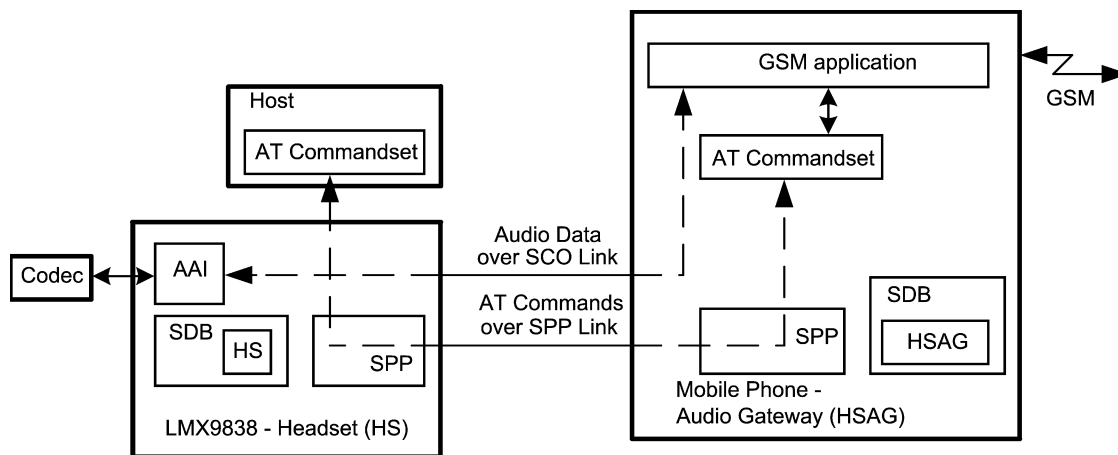 Host
AT Commandset
Codec
AAI
SDB
HS
SPP
LMX9838 - Headset (HS)
Audio Data
over SCO Link
AT Commands
over SPP Link
GSM application
AT Commandset
SPP
SDB
HSAG
Mobile Phone -
Audio Gateway (HSAG)
GSM